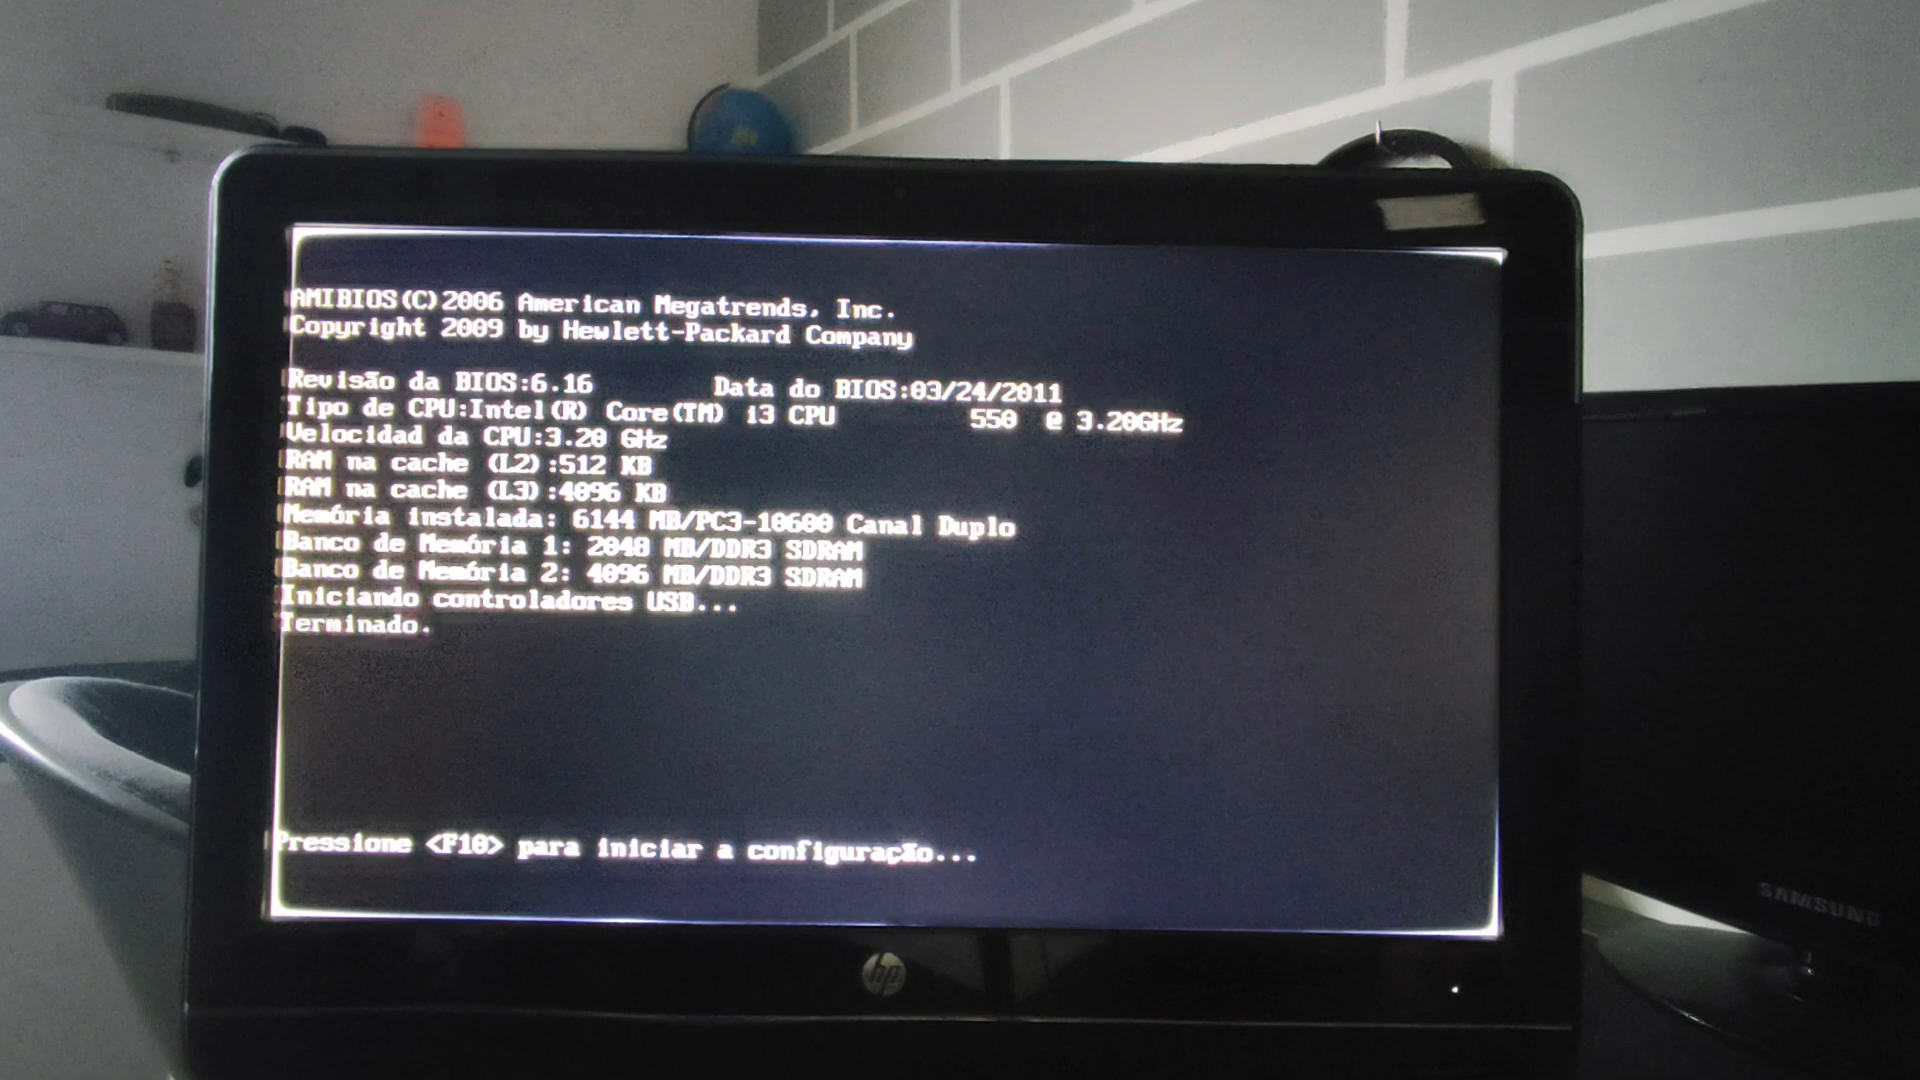 AMIBIOS(C)2006 American Megatrends, Inc.
Copyright 2009 by Hewlett-Packard Company
Revisão da BIOS:6.16 Data do BIOS:03/24/2011
Tipo de CPU:Intel(R) Core(TM) i3 CPU 550 @ 3.20GHz
Velocidad da CPU:3.20 GHz
RAM na cache (L2):512 KB
RAM na cache (L3):4096 KB
Memória instalada: 6144 MB/PC3-10600 Canal Duplo
Banco de Memória 1: 2048 MB/DDR3 SDRAM
Banco de Memória 2: 4096 MB/DDR3 SDRAM
Iniciando controladores USB...
Terminado.
Pressione <F10> para iniciar a configuração...
hp
SAMSUNG